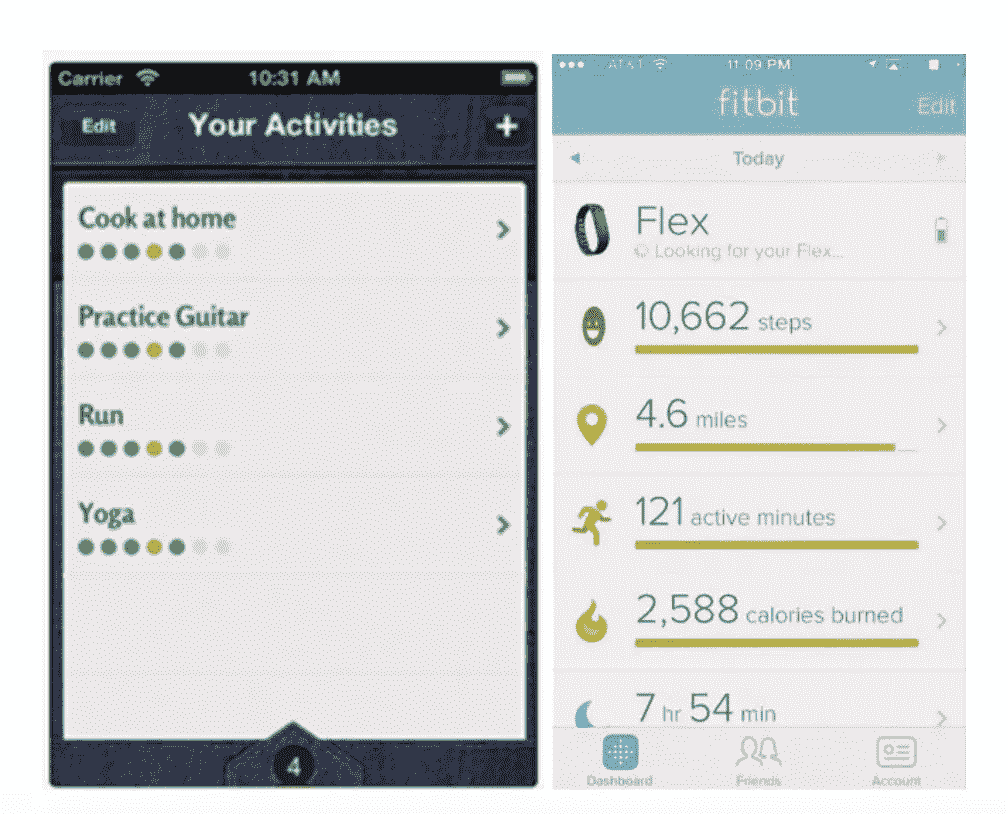 Carrier 10:31 AM
Edit Your Activities +
Cook at home
Practice Guitar
Run
Yoga
4
AT&T 11:09 PM
fitbit Edit
Today
Flex
Looking for your Flex...
10,662 steps
4.6 miles
121 active minutes
2,588 calories burned
7 hr 54 min
Dashboard Friends Account